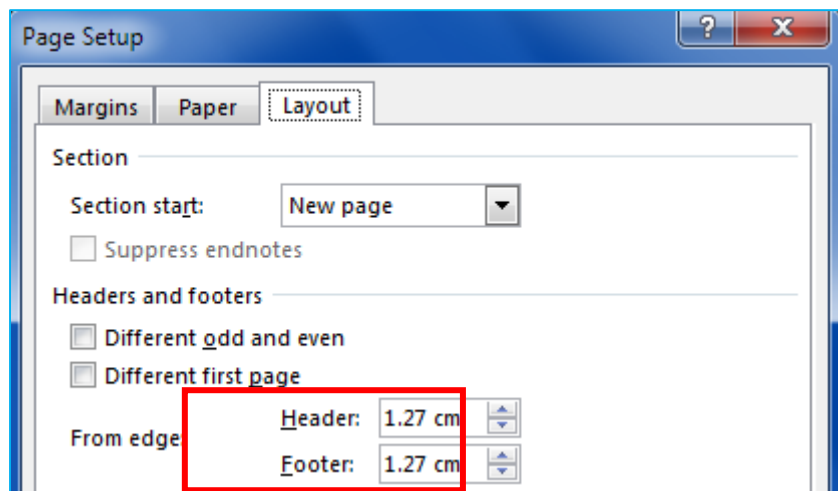 Page Setup
?
Margins Paper Layout
Section
Section start: New page
Suppress endnotes
Headers and footers
Different odd and even
Different first page
Header: 1.27 cm
From edge:
Footer: 1.27 cm